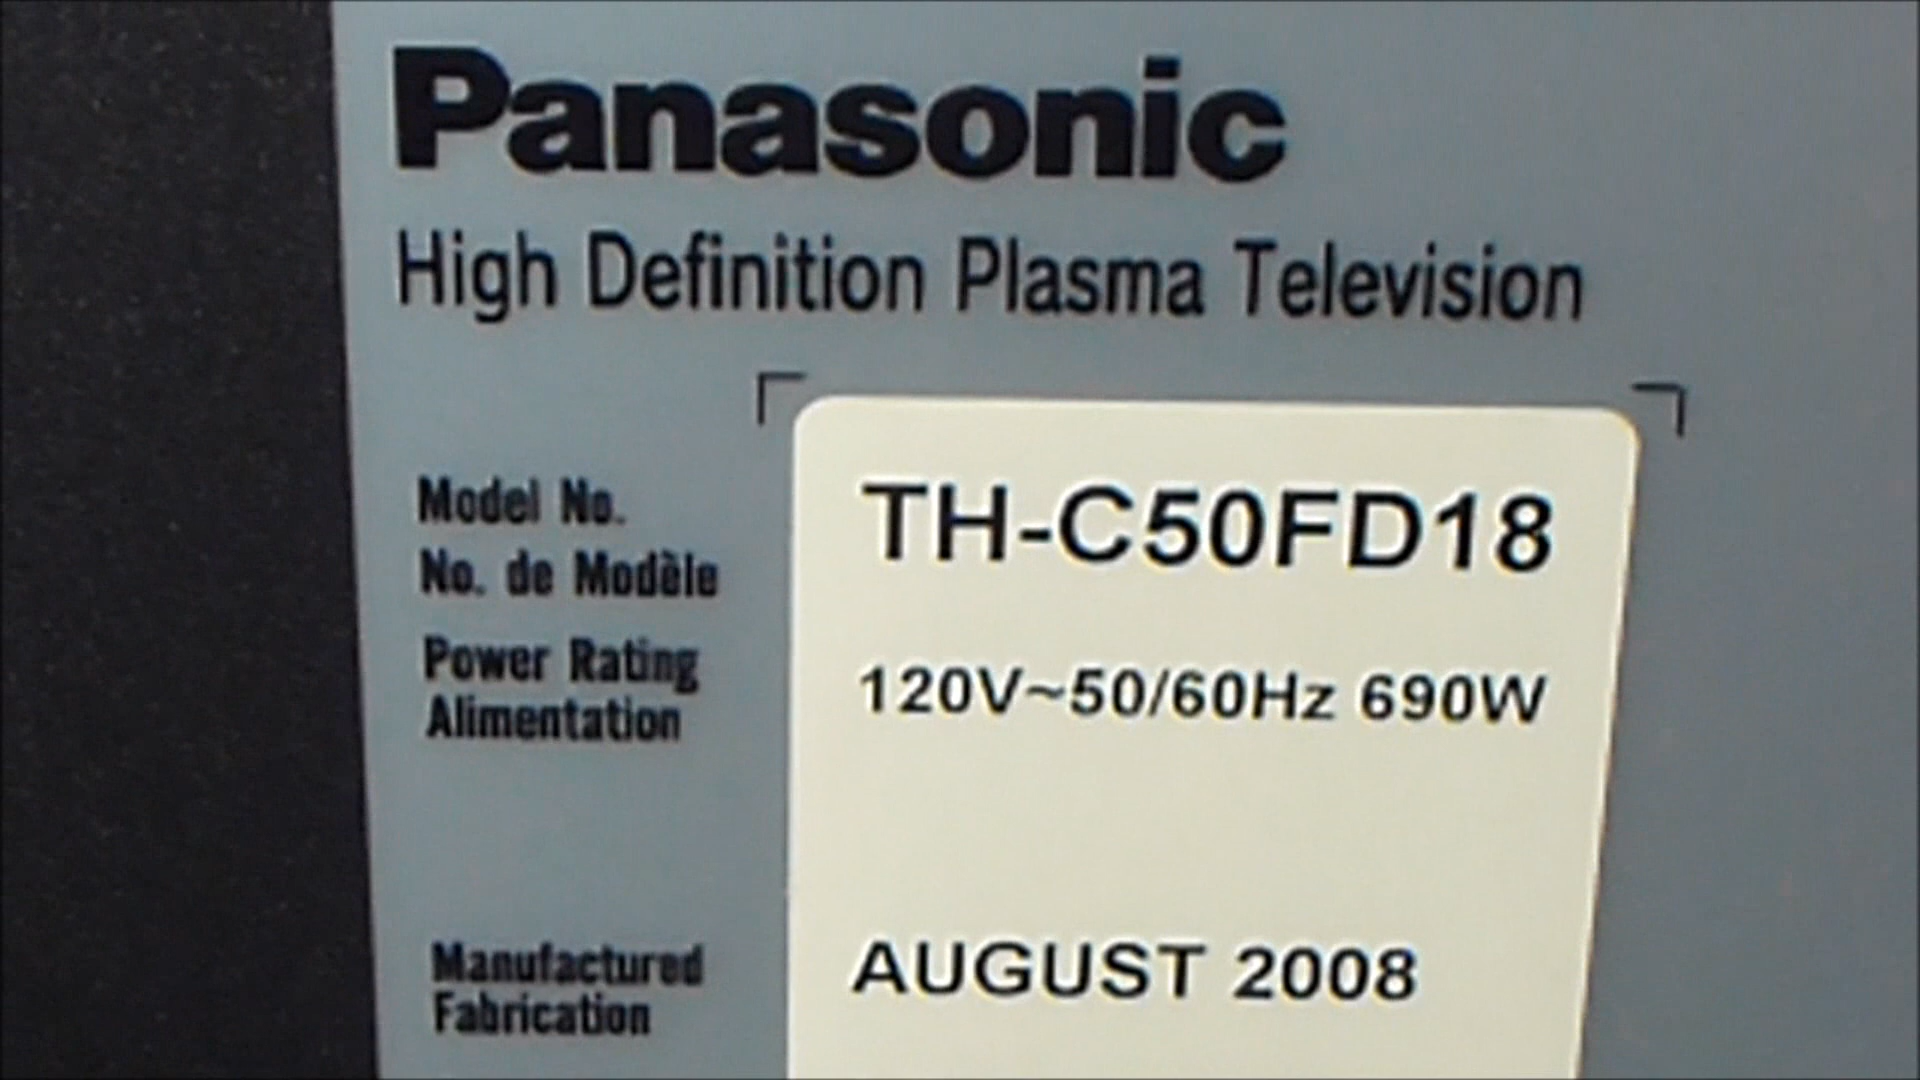 Panasonic
High Definition Plasma Television
Model No.
No. de Modèle
TH-C50FD18
Power Rating
Alimentation
120V~50/60Hz 690W
Manufactured
Fabrication
AUGUST 2008